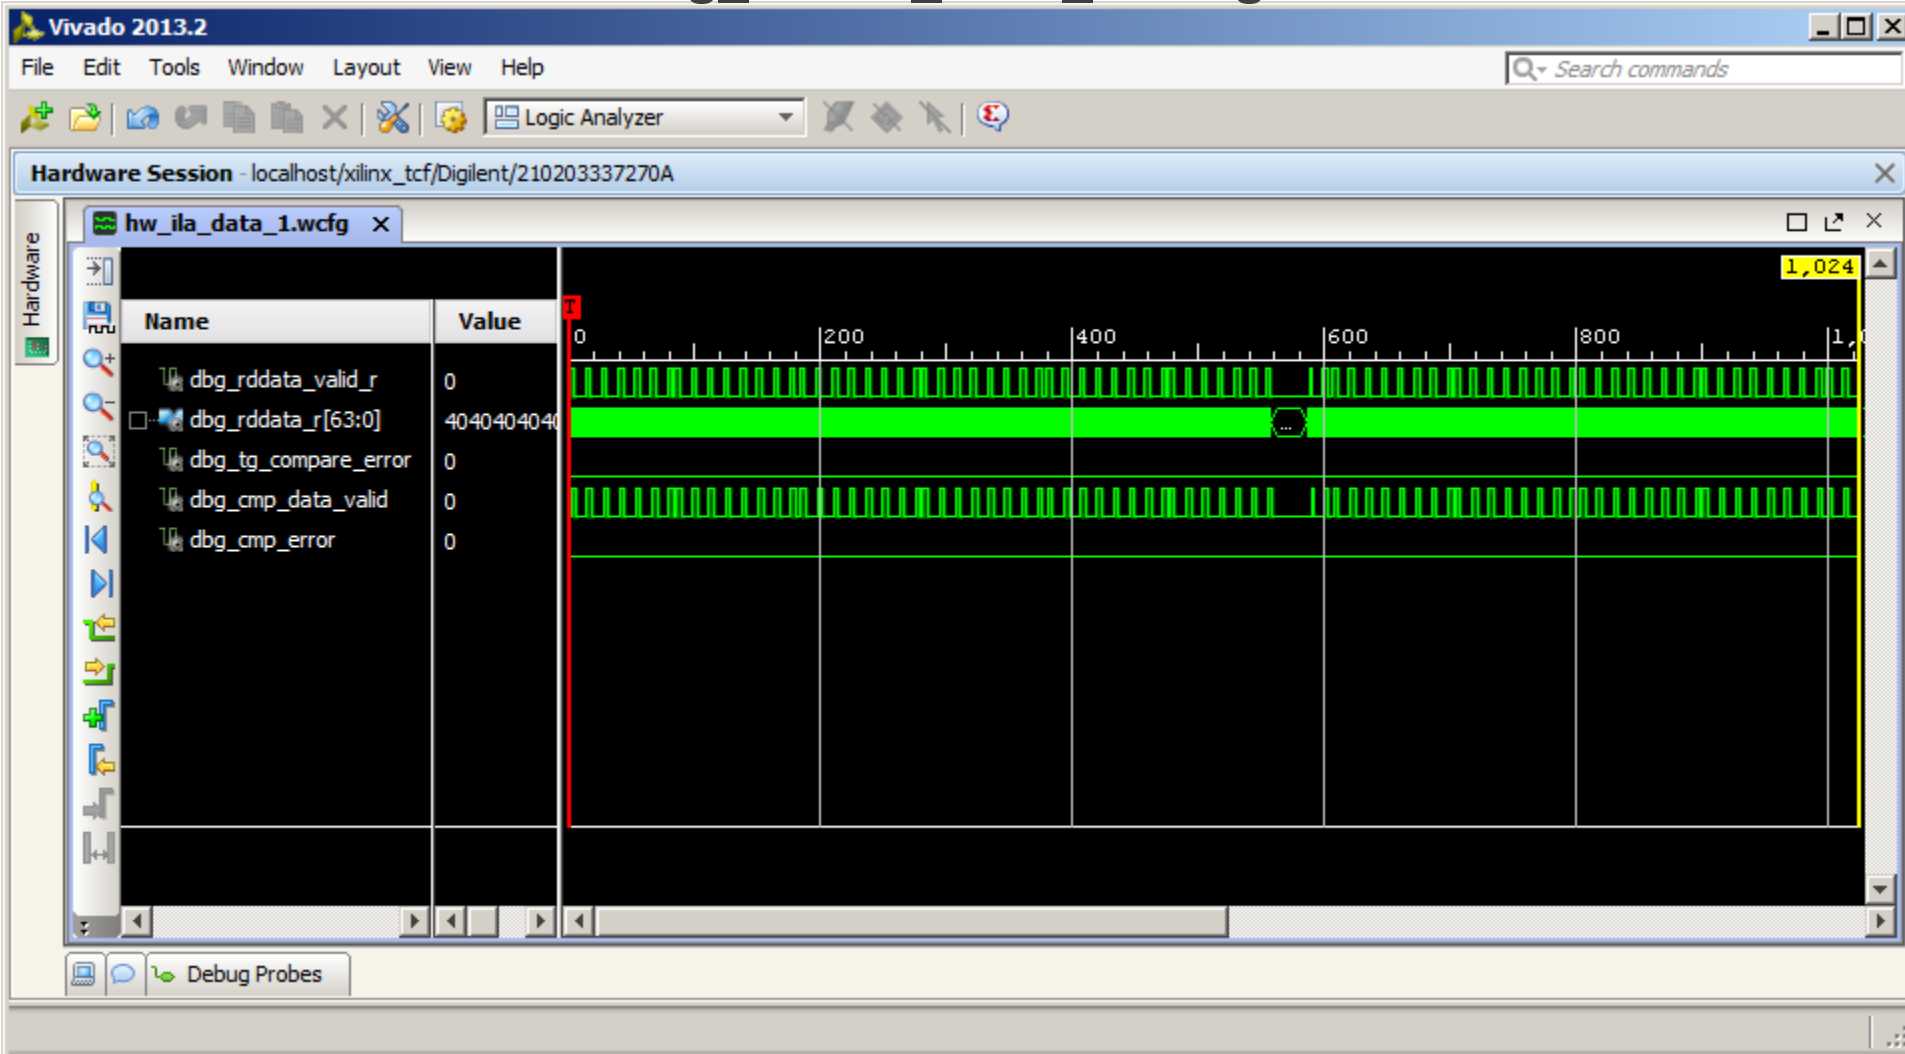 Vivado 2013.2
File Edit Tools Window Layout View Help
Search commands
Logic Analyzer
Hardware Session - localhost/xilinx_tcf/Digilent/210203337270A
Hardware
hw_ila_data_1.wcfg
1,024
T
Name Value
0 200 400 600 800 1,0
dbg_rddata_valid_r 0
dbg_rddata_r[63:0] 4040404040
...
dbg_tg_compare_error 0
dbg_cmp_data_valid 0
dbg_cmp_error 0
Debug Probes